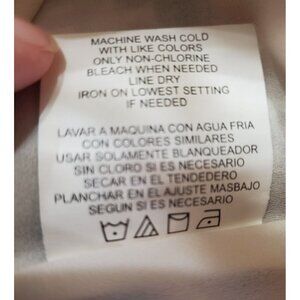 MACHINE WASH COLD
WITH LIKE COLORS
ONLY NON-CHLORINE
BLEACH WHEN NEEDED
LINE DRY
IRON ON LOWEST SETTING
IF NEEDED
LAVAR A MAQUINA CON AGUA FRIA
CON COLORES SIMILARES
USAR SOLAMENTE BLANQUEADOR
SIN CLORO SI ES NECESARIO
SECAR EN EL TENDEDERO
PLANCHAR EN EL AJUSTE MASBAJO
SEGUN SI ES NECESARIO